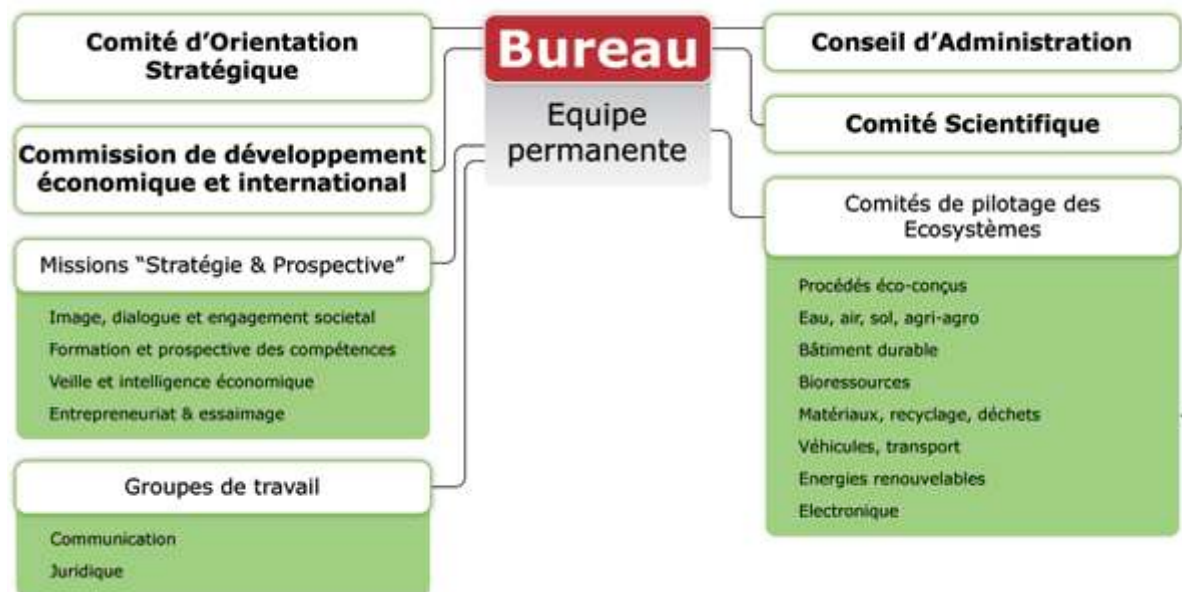 Comité d'Orientation
Stratégique
Commission de développement
économique et international
Missions "Stratégie & Prospective"
Image, dialogue et engagement societal
Formation et prospective des compétences
Veille et intelligence économique
Entrepreneuriat & essaimage
Groupes de travail
Communication
Juridique
Bureau
Equipe
permanente
Conseil d'Administration
Comité Scientifique
Comités de pilotage des
Ecosystèmes
Procédés éco-conçus
Eau, air, sol, agri-agro
Bâtiment durable
Bioressources
Matériaux, recyclage, déchets
Véhicules, transport
Energies renouvelables
Electronique